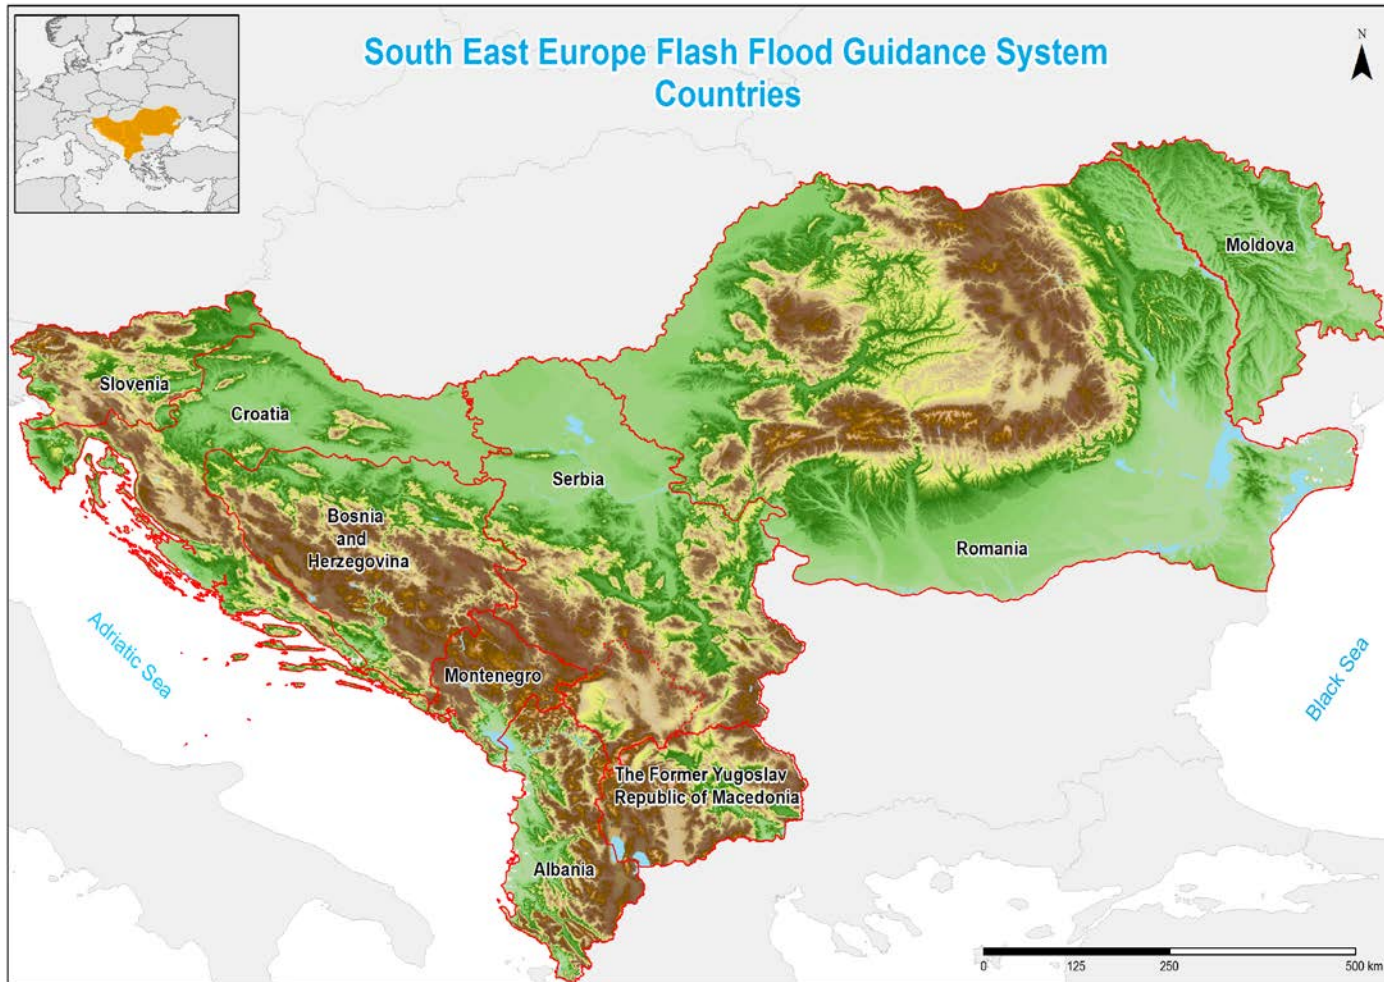 South East Europe Flash Flood Guidance System
Countries
N
Moldova
Slovenia
Croatia
Serbia
Bosnia
and
Herzegovina
Romania
Adriatic Sea
Montenegro
Black Sea
The Former Yugoslav
Republic of Macedonia
Albania
0 125 250 500 km